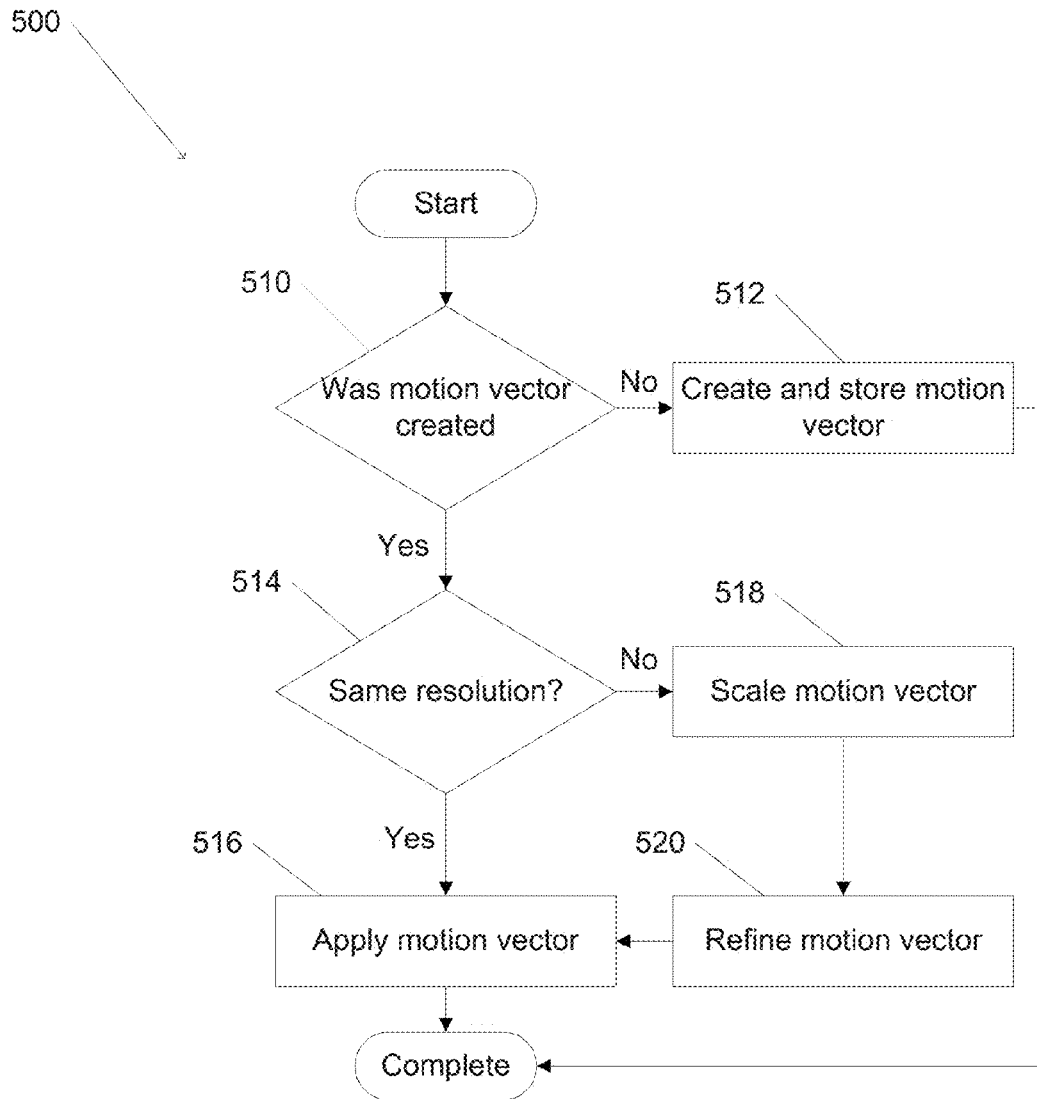 500
Start
510
512
Was motion vector
created
No
Create and store motion
vector
Yes
514
518
Same resolution?
No
Scale motion vector
Yes
516
520
Apply motion vector
Refine motion vector
Complete